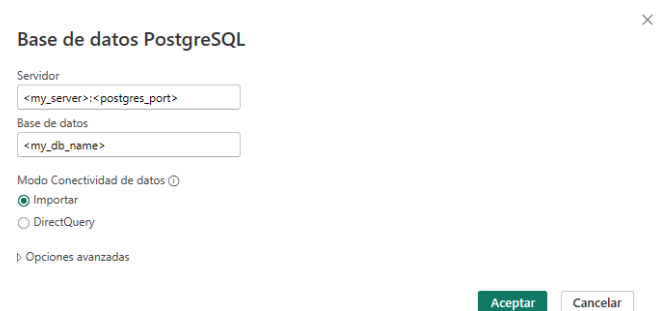 Base de datos PostgreSQL
Servidor
<my_server>:<postgres_port>
Base de datos
<my_db_name>
Modo Conectividad de datos
Importar
DirectQuery
Opciones avanzadas
Aceptar Cancelar